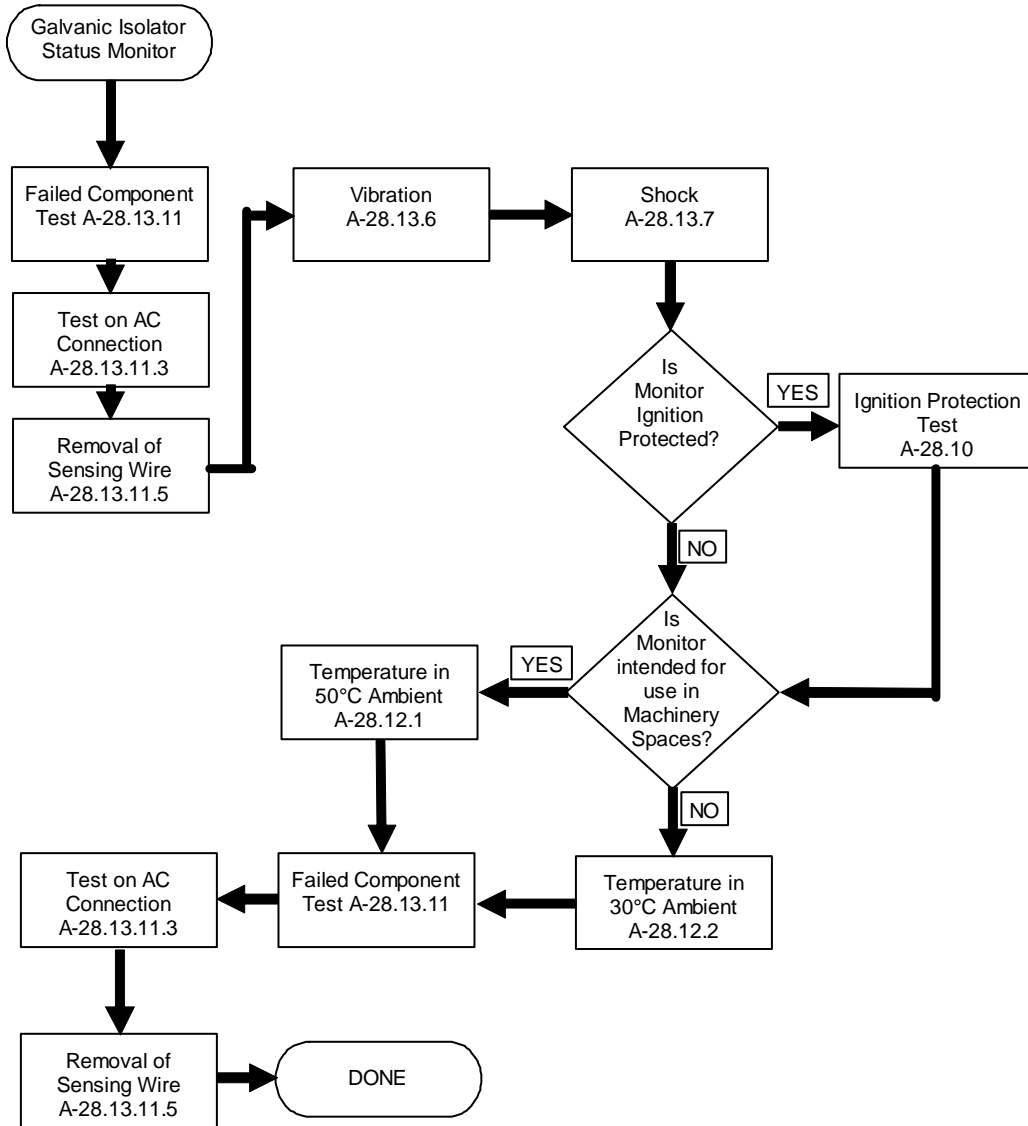 Galvanic Isolator
Status Monitor
Failed Component
Test A-28.13.11
Test on AC
Connection
A-28.13.11.3
Removal of
Sensing Wire
A-28.13.11.5
Vibration
A-28.13.6
Shock
A-28.13.7
Is
Monitor
Ignition
Protected?
YES
Ignition Protection
Test
A-28.10
NO
Is
Monitor
intended for
use in
Machinery
Spaces?
YES
Temperature in
50°C Ambient
A-28.12.1
NO
Temperature in
30°C Ambient
A-28.12.2
Failed Component
Test A-28.13.11
Test on AC
Connection
A-28.13.11.3
Removal of
Sensing Wire
A-28.13.11.5
DONE